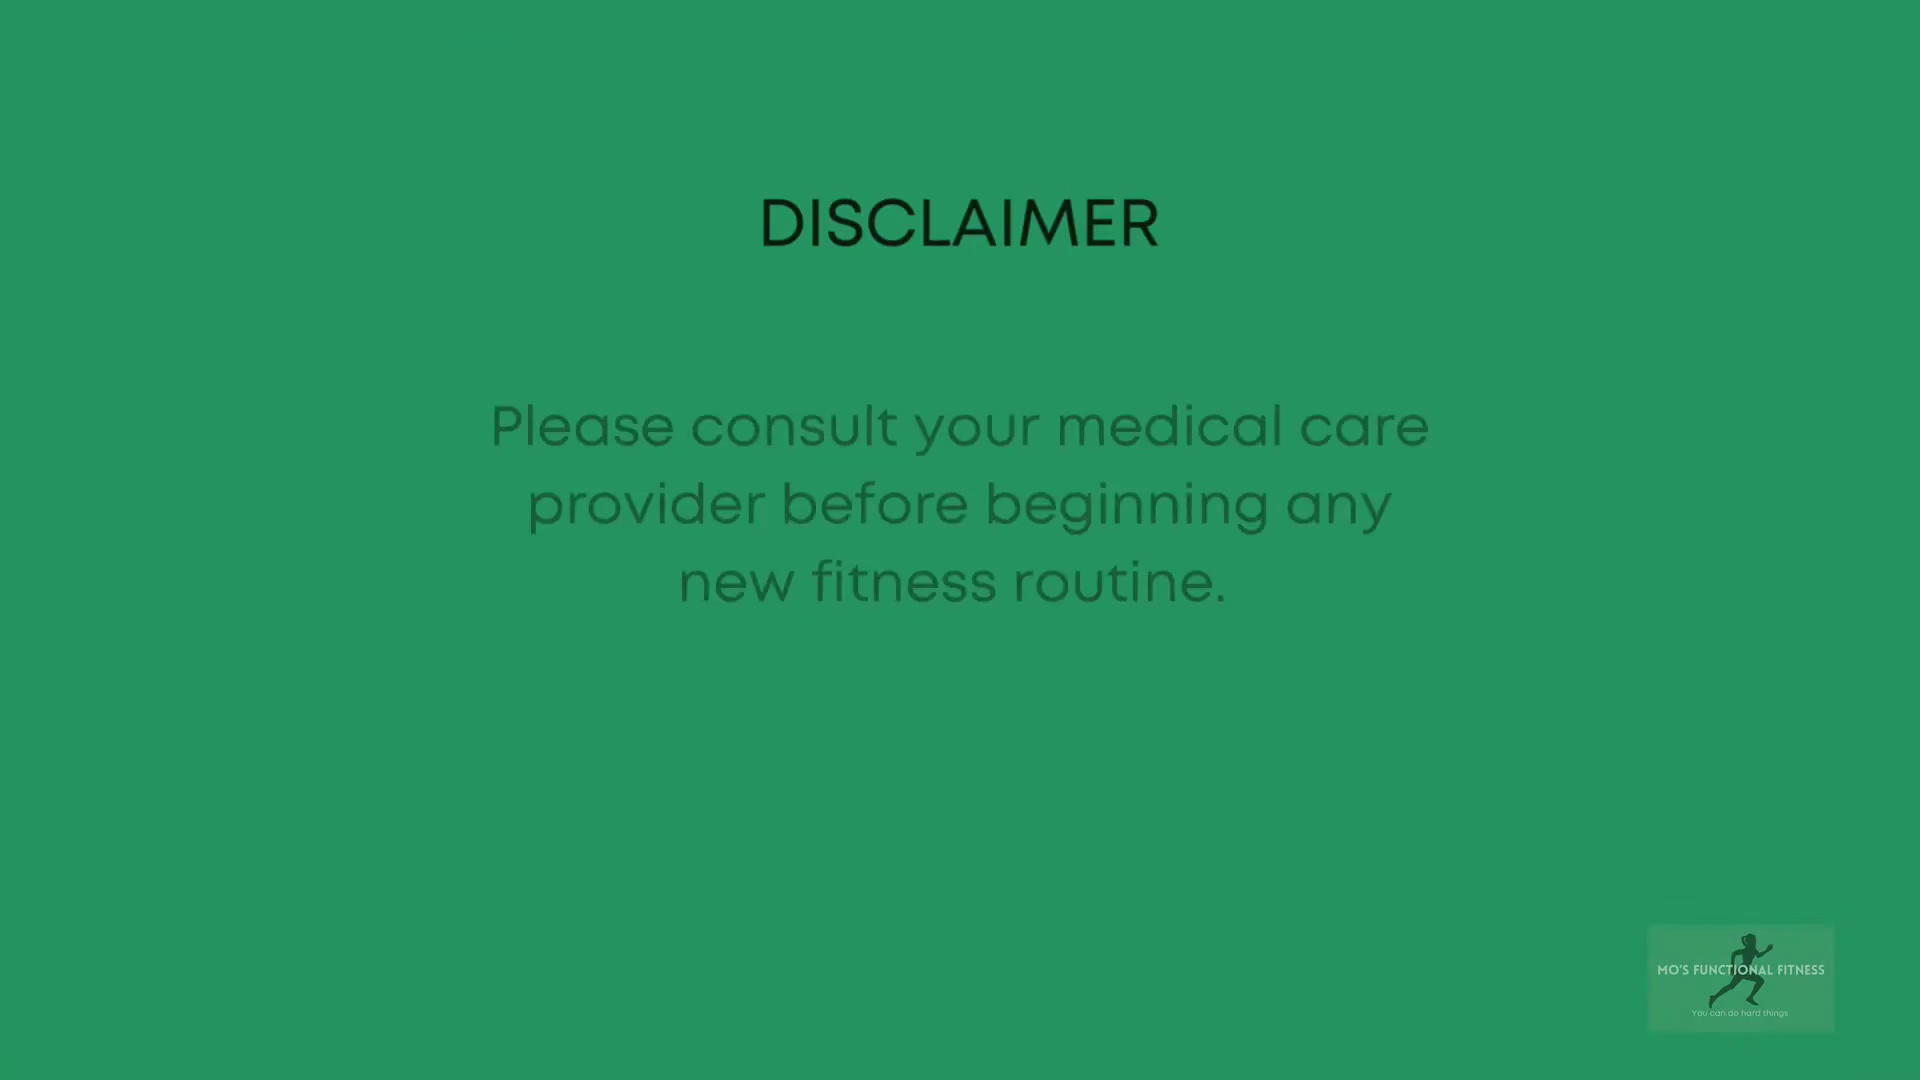 DISCLAIMER
Please consult your medical care
provider before beginning any
new fitness routine.
MO'S FUNCTIONAL FITNESS
You can do hard things